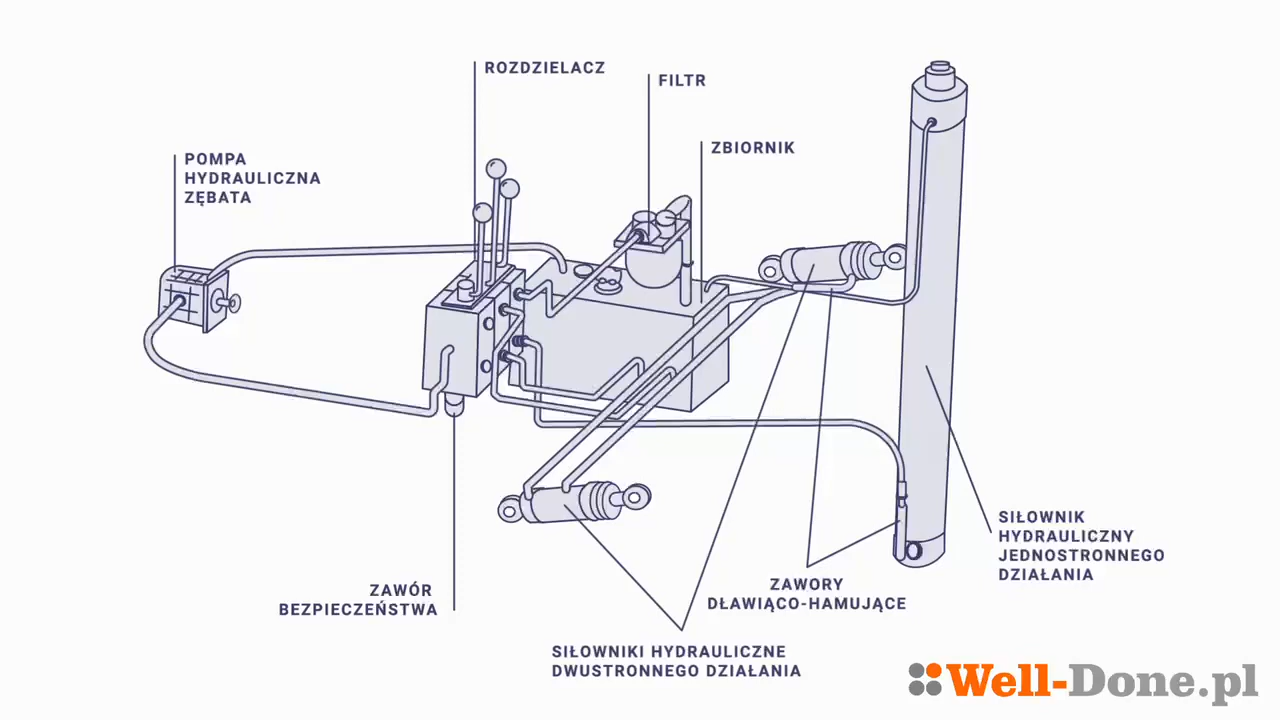 ROZDZIELACZ
FILTR
ZBIORNIK
POMPA
HYDRAULICZNA
ZĘBATA
SIŁOWNIK
HYDRAULICZNY
JEDNOSTRONNEGO
DZIAŁANIA
ZAWORY
DŁAWIĄCO-HAMUJĄCE
ZAWÓR
BEZPIECZEŃSTWA
SIŁOWNIKI HYDRAULICZNE
DWUSTRONNEGO DZIAŁANIA
Well-Done.pl